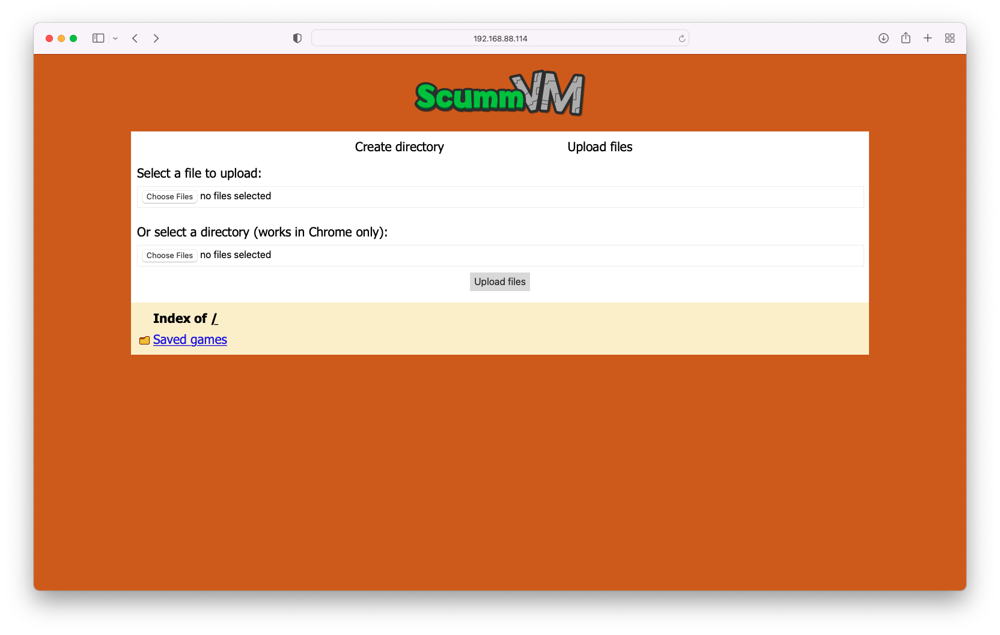 192.168.88.114
ScummVM
Create directory Upload files
Select a file to upload:
Choose Files no files selected
Or select a directory (works in Chrome only):
Choose Files no files selected
Upload files
Index of /
Saved games